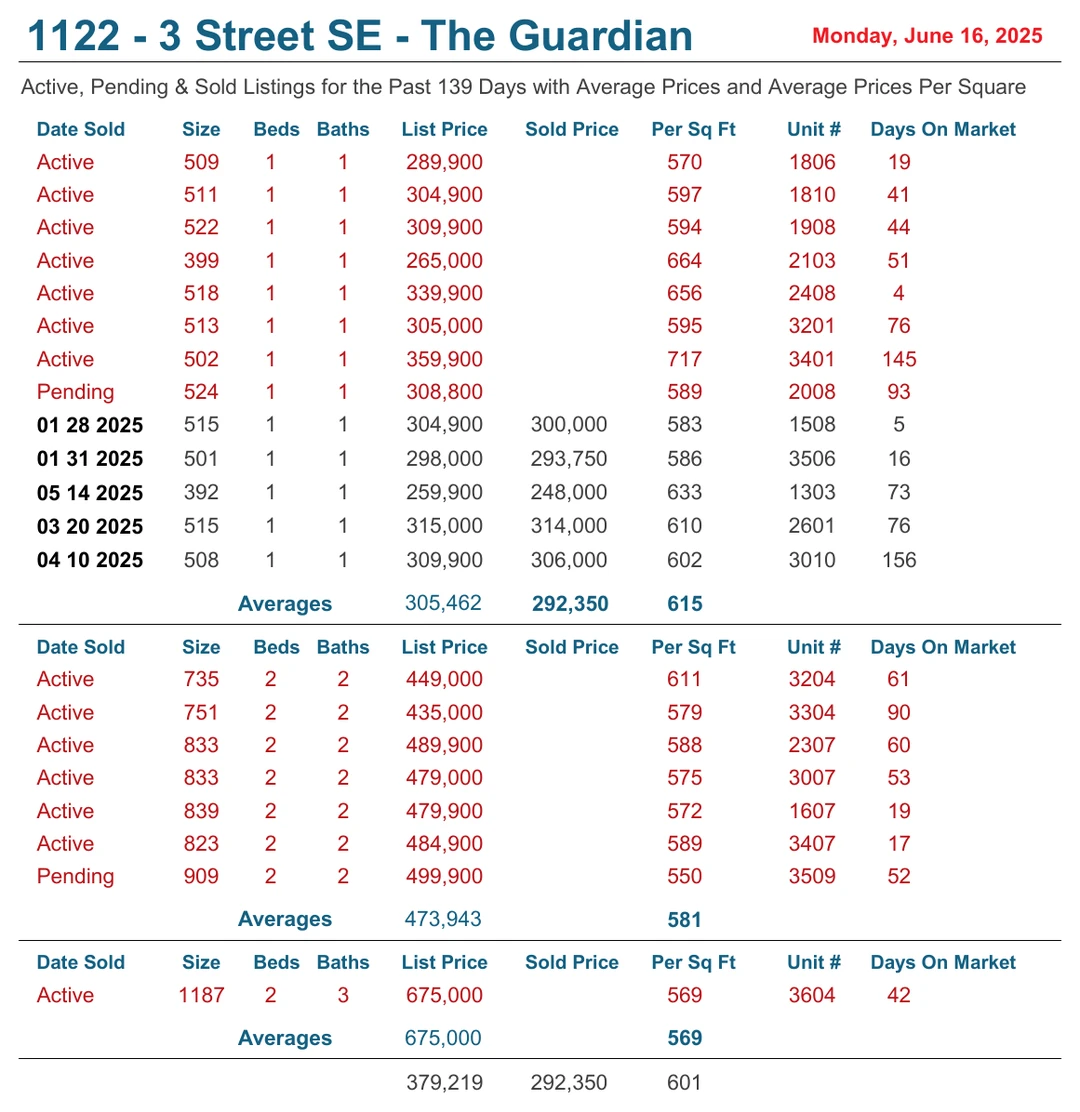 1122 - 3 Street SE - The Guardian Monday, June 16, 2025
Active, Pending & Sold Listings for the Past 139 Days with Average Prices and Average Prices Per Square
Date Sold Size Beds Baths List Price Sold Price Per Sq Ft Unit # Days On Market
Active 509 1 1 289,900 570 1806 19
Active 511 1 1 304,900 597 1810 41
Active 522 1 1 309,900 594 1908 44
Active 399 1 1 265,000 664 2103 51
Active 518 1 1 339,900 656 2408 4
Active 513 1 1 305,000 595 3201 76
Active 502 1 1 359,900 717 3401 145
Pending 524 1 1 308,800 589 2008 93
01 28 2025 515 1 1 304,900 300,000 583 1508 5
01 31 2025 501 1 1 298,000 293,750 586 3506 16
05 14 2025 392 1 1 259,900 248,000 633 1303 73
03 20 2025 515 1 1 315,000 314,000 610 2601 76
04 10 2025 508 1 1 309,900 306,000 602 3010 156
Averages 305,462 292,350 615
Date Sold Size Beds Baths List Price Sold Price Per Sq Ft Unit # Days On Market
Active 735 2 2 449,000 611 3204 61
Active 751 2 2 435,000 579 3304 90
Active 833 2 2 489,900 588 2307 60
Active 833 2 2 479,000 575 3007 53
Active 839 2 2 479,900 572 1607 19
Active 823 2 2 484,900 589 3407 17
Pending 909 2 2 499,900 550 3509 52
Averages 473,943 581
Date Sold Size Beds Baths List Price Sold Price Per Sq Ft Unit # Days On Market
Active 1187 2 3 675,000 569 3604 42
Averages 675,000 569
379,219 292,350 601